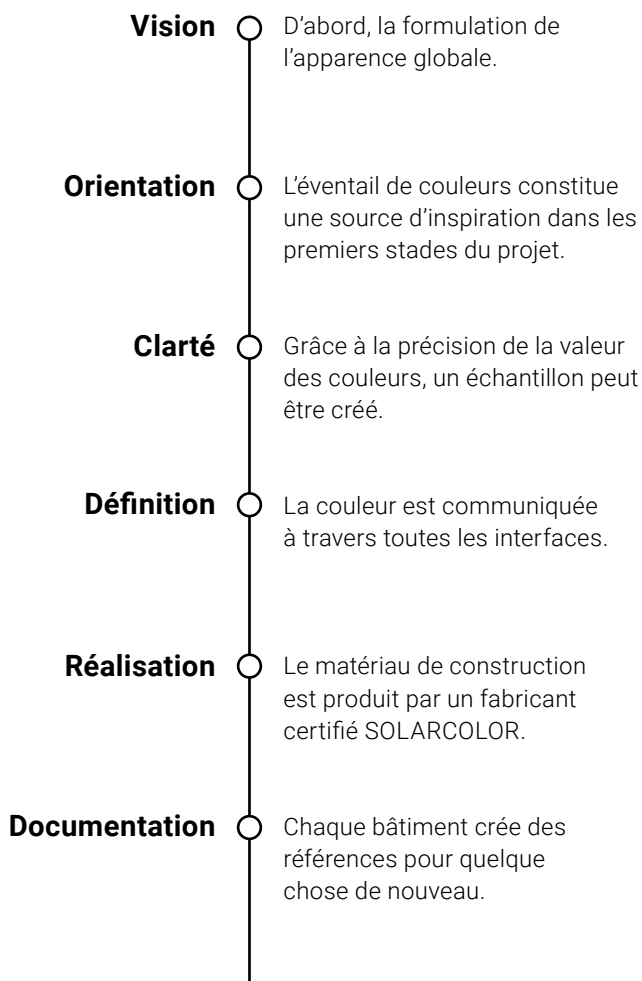 Vision
D’abord, la formulation de
l’apparence globale.
Orientation
L’éventail de couleurs constitue
une source d’inspiration dans les
premiers stades du projet.
Clarté
Grâce à la précision de la valeur
des couleurs, un échantillon peut
être créé.
Définition
La couleur est communiquée
à travers toutes les interfaces.
Réalisation
Le matériau de construction
est produit par un fabricant
certifié SOLARCOLOR.
Documentation
Chaque bâtiment crée des
références pour quelque
chose de nouveau.